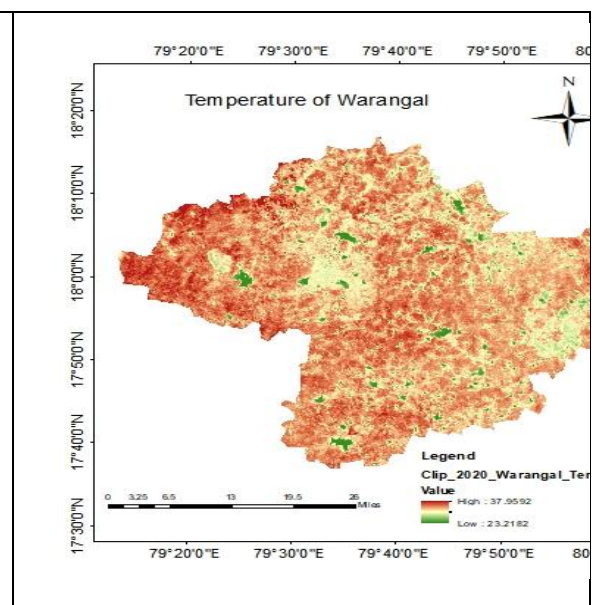 79°20'0"E 79°30'0"E 79°40'0"E 79°50'0"E 80
Temperature of Warangal
N
18°20'0"N
18°10'0"N
18°0'0"N
17°50'0"N
17°40'0"N
17°30'0"N
Legend
Clip_2020_Warangal_Ter
Value
High : 37.9592
Low : 23.2182
0 3.25 6.5 13 19.5 26
Miles
79°20'0"E 79°30'0"E 79°40'0"E 79°50'0"E 80